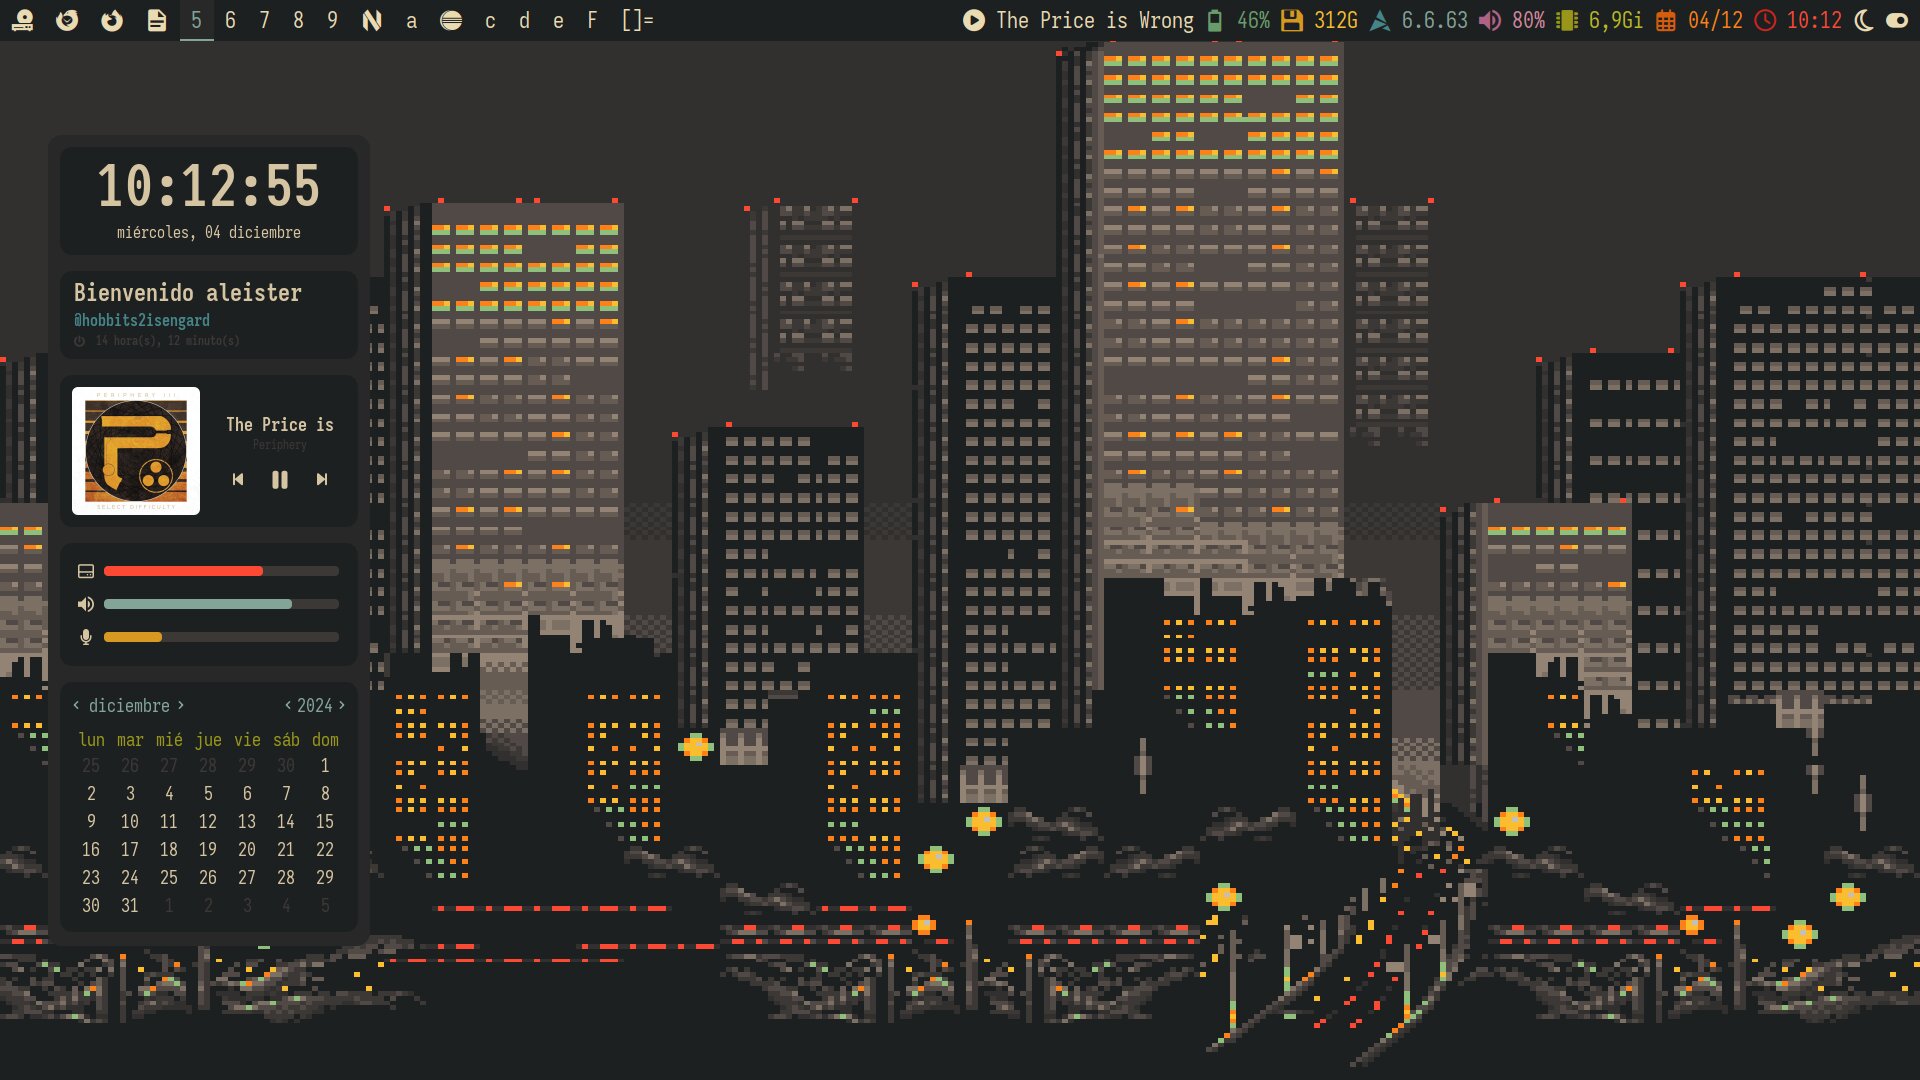 5 6 7 8 9 a c d e F []=
The Price is Wrong 46% 312G 6.6.63 80% 6,9Gi 04/12 10:12
10:12:55
miércoles, 04 diciembre
Bienvenido aleister
@hobbits2isengard
14 hora(s), 12 minuto(s)
PERIPHERY III
SELECT DIFFICULTY
The Price is
Periphery
‹ diciembre › ‹ 2024 ›
lun mar mié jue vie sáb dom
25 26 27 28 29 30 1
2 3 4 5 6 7 8
9 10 11 12 13 14 15
16 17 18 19 20 21 22
23 24 25 26 27 28 29
30 31 1 2 3 4 5